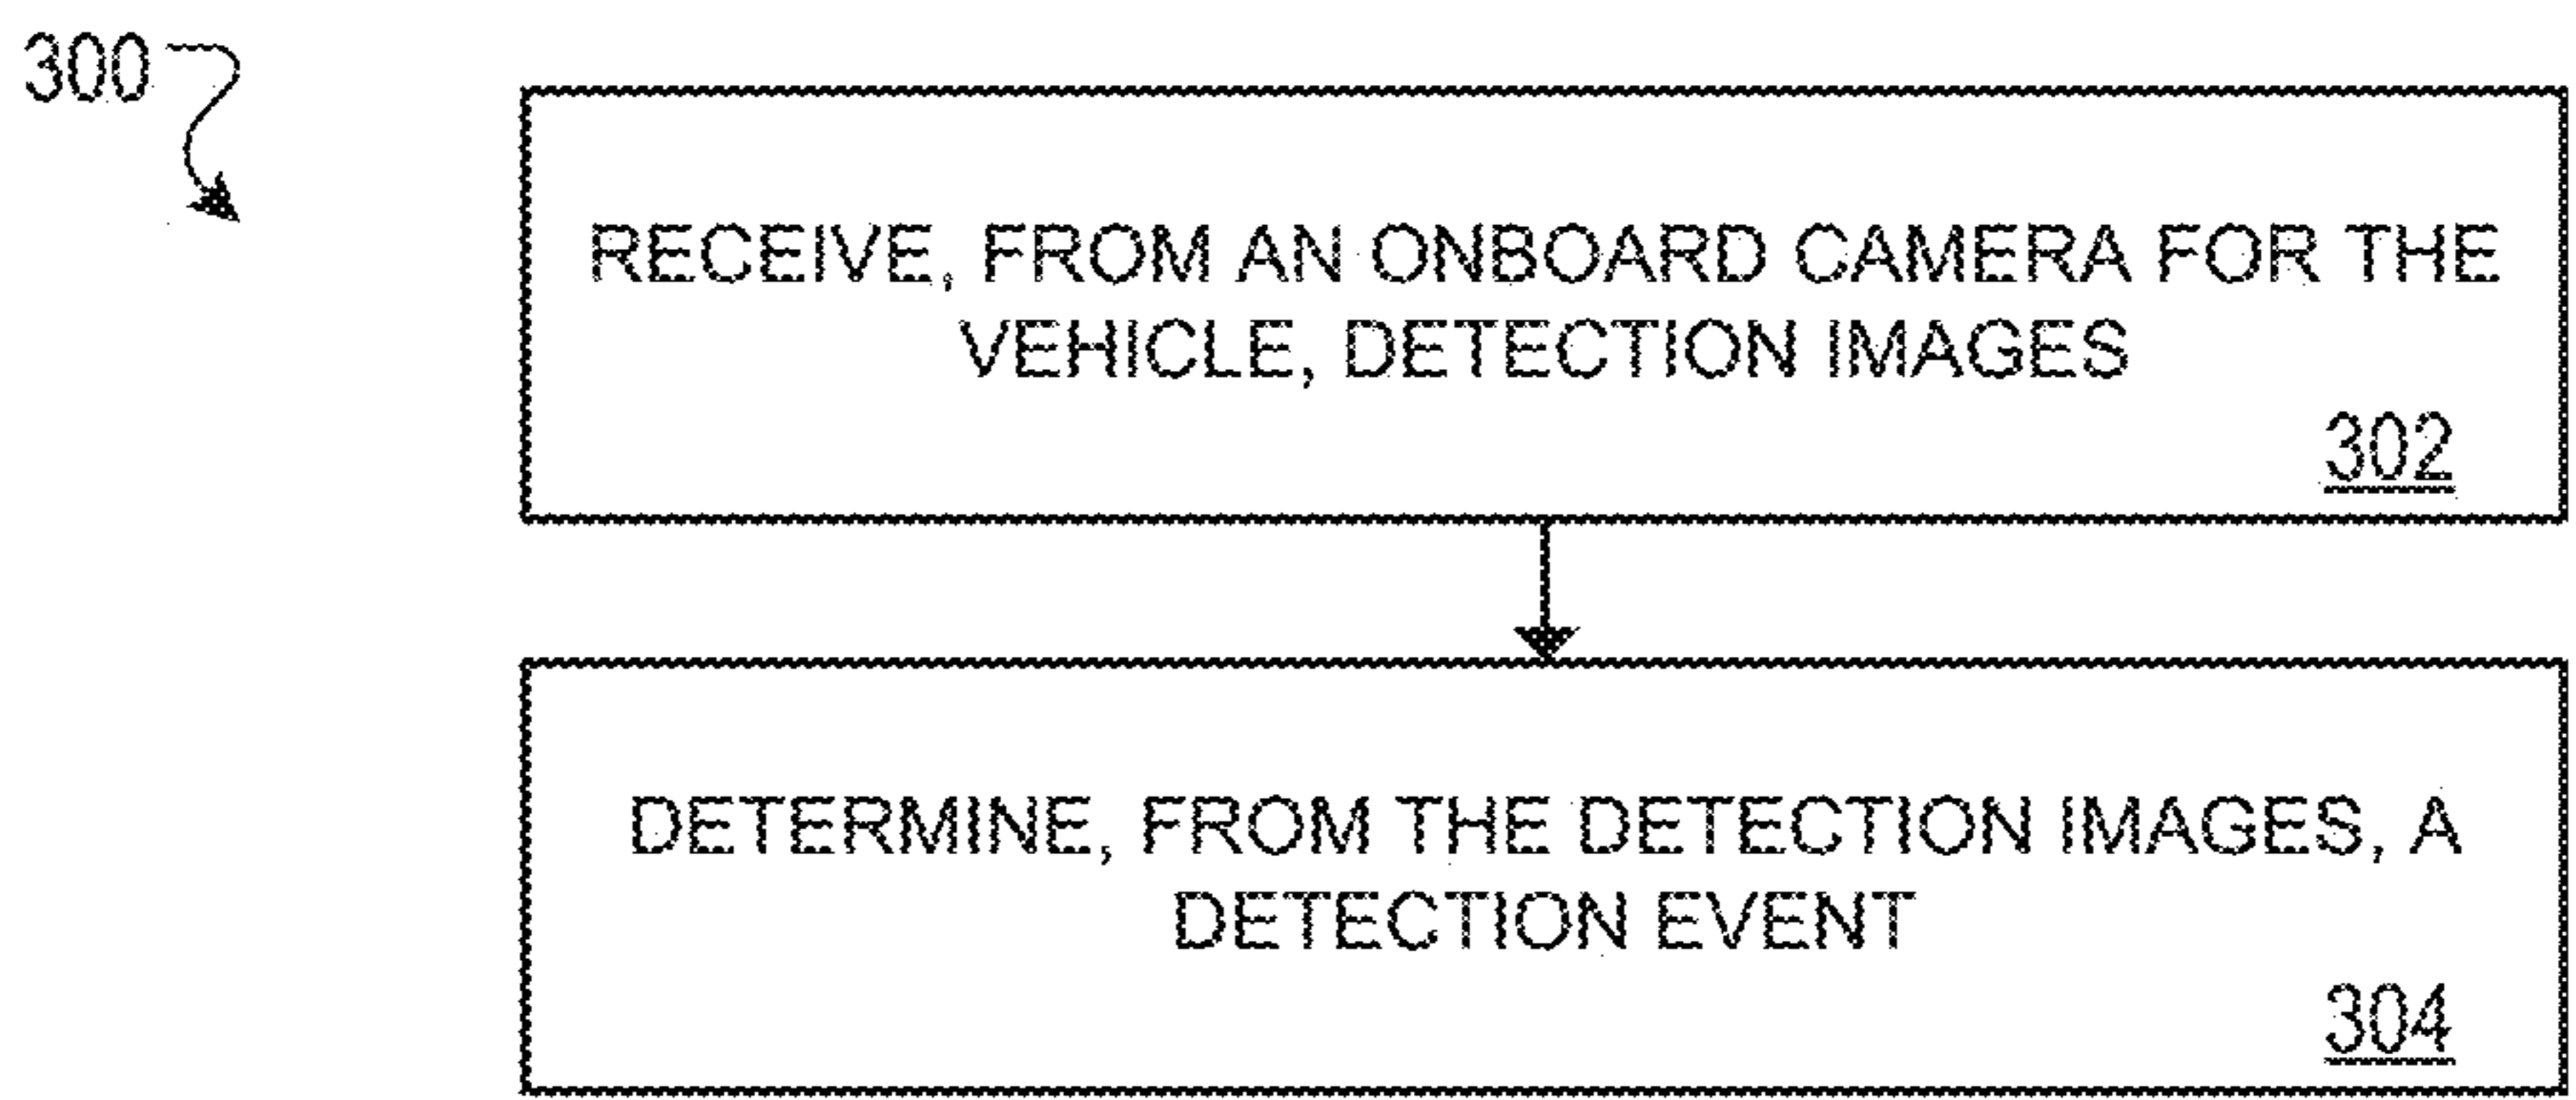 300
RECEIVE, FROM AN ONBOARD CAMERA FOR THE
VEHICLE, DETECTION IMAGES
302
DETERMINE, FROM THE DETECTION IMAGES, A
DETECTION EVENT
304